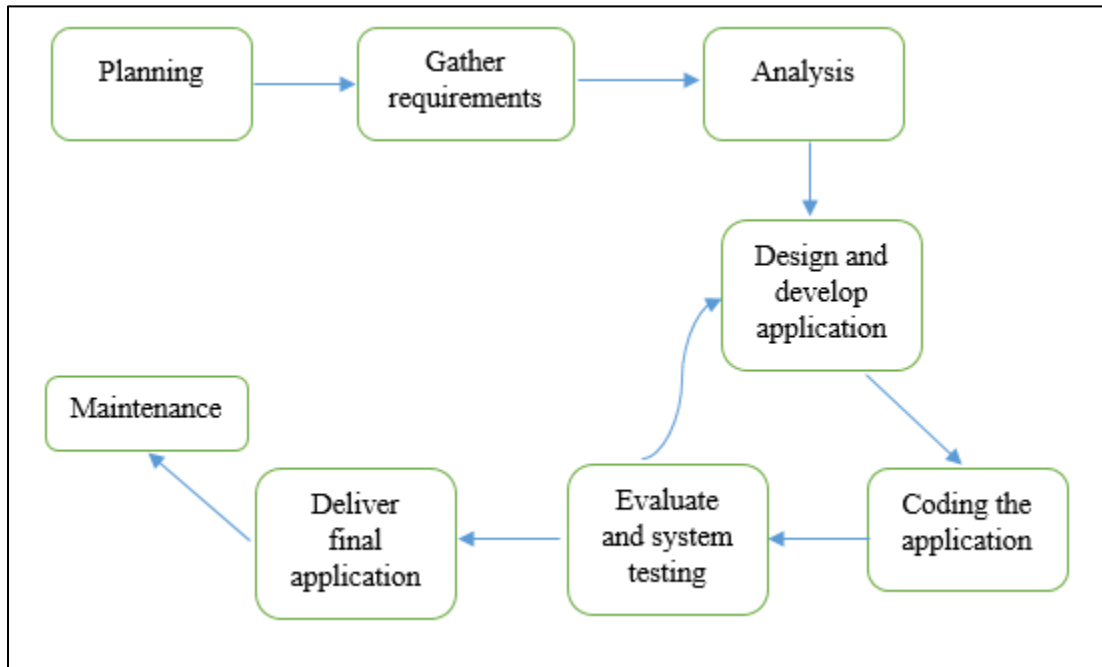 Planning
Gather
requirements
Analysis
Design and
develop
application
Coding the
application
Evaluate
and system
testing
Deliver
final
application
Maintenance